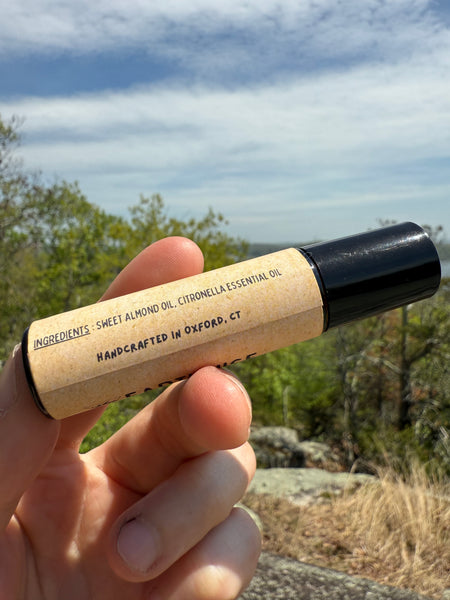 INGREDIENTS : SWEET ALMOND OIL, CITRONELLA ESSENTIAL OIL
HANDCRAFTED IN OXFORD, CT